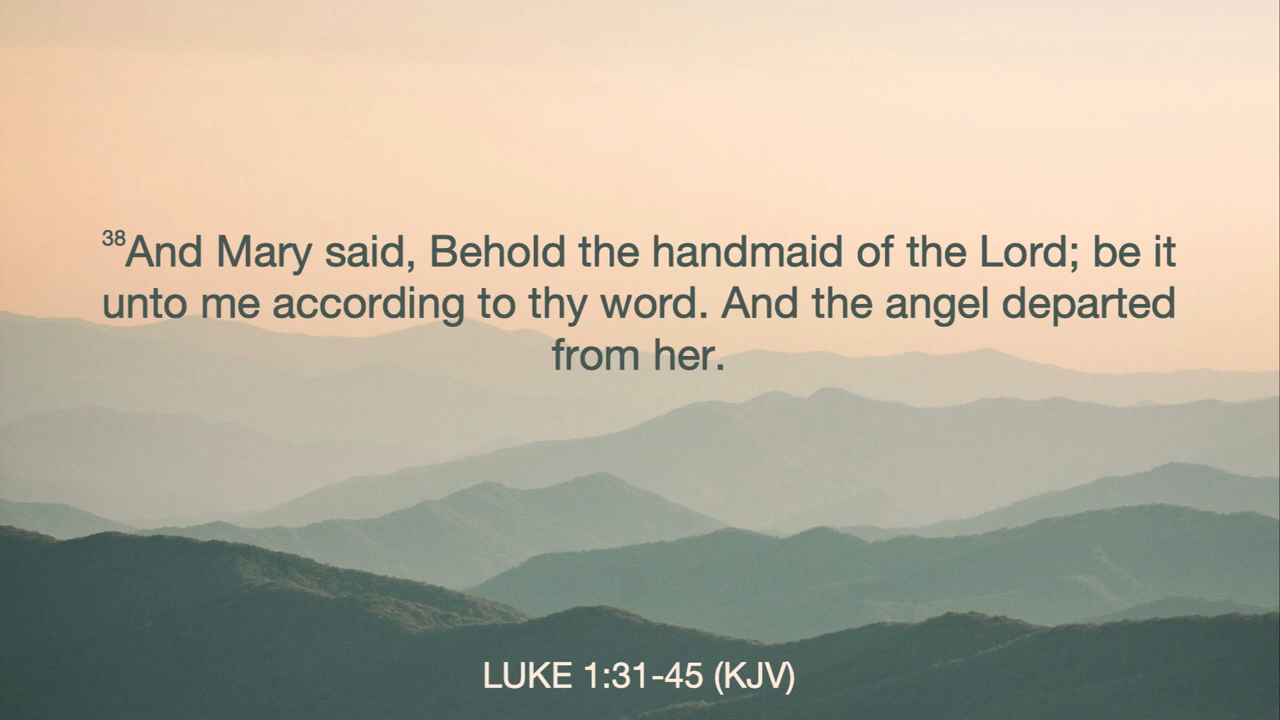 38And Mary said, Behold the handmaid of the Lord; be it
unto me according to thy word. And the angel departed
from her.
LUKE 1:31-45 (KJV)